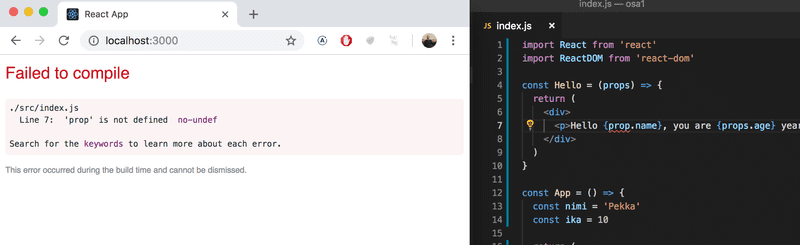 React App
localhost:3000
Failed to compile
./src/index.js
Line 7: 'prop' is not defined no-undef
Search for the keywords to learn more about each error.
This error occurred during the build time and cannot be dismissed.
index.js — osa1
JS index.js
1 import React from 'react'
2 import ReactDOM from 'react-dom'
3
4 const Hello = (props) => {
5 return (
6 <div>
7 <p>Hello {prop.name}, you are {props.age} year
8 </div>
9 )
10 }
11
12 const App = () => {
13 const nimi = 'Pekka'
14 const ika = 10
15